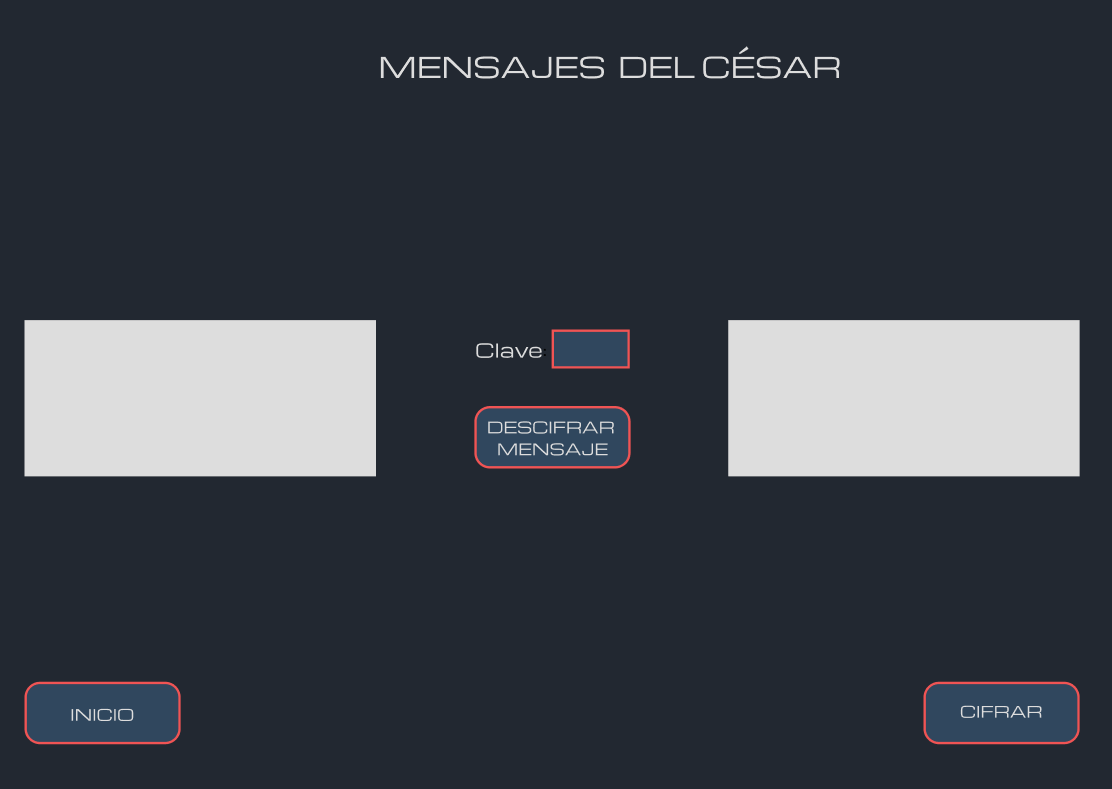 MENSAJES DEL CÉSAR
Clave
DESCIFRAR
MENSAJE
INICIO
CIFRAR